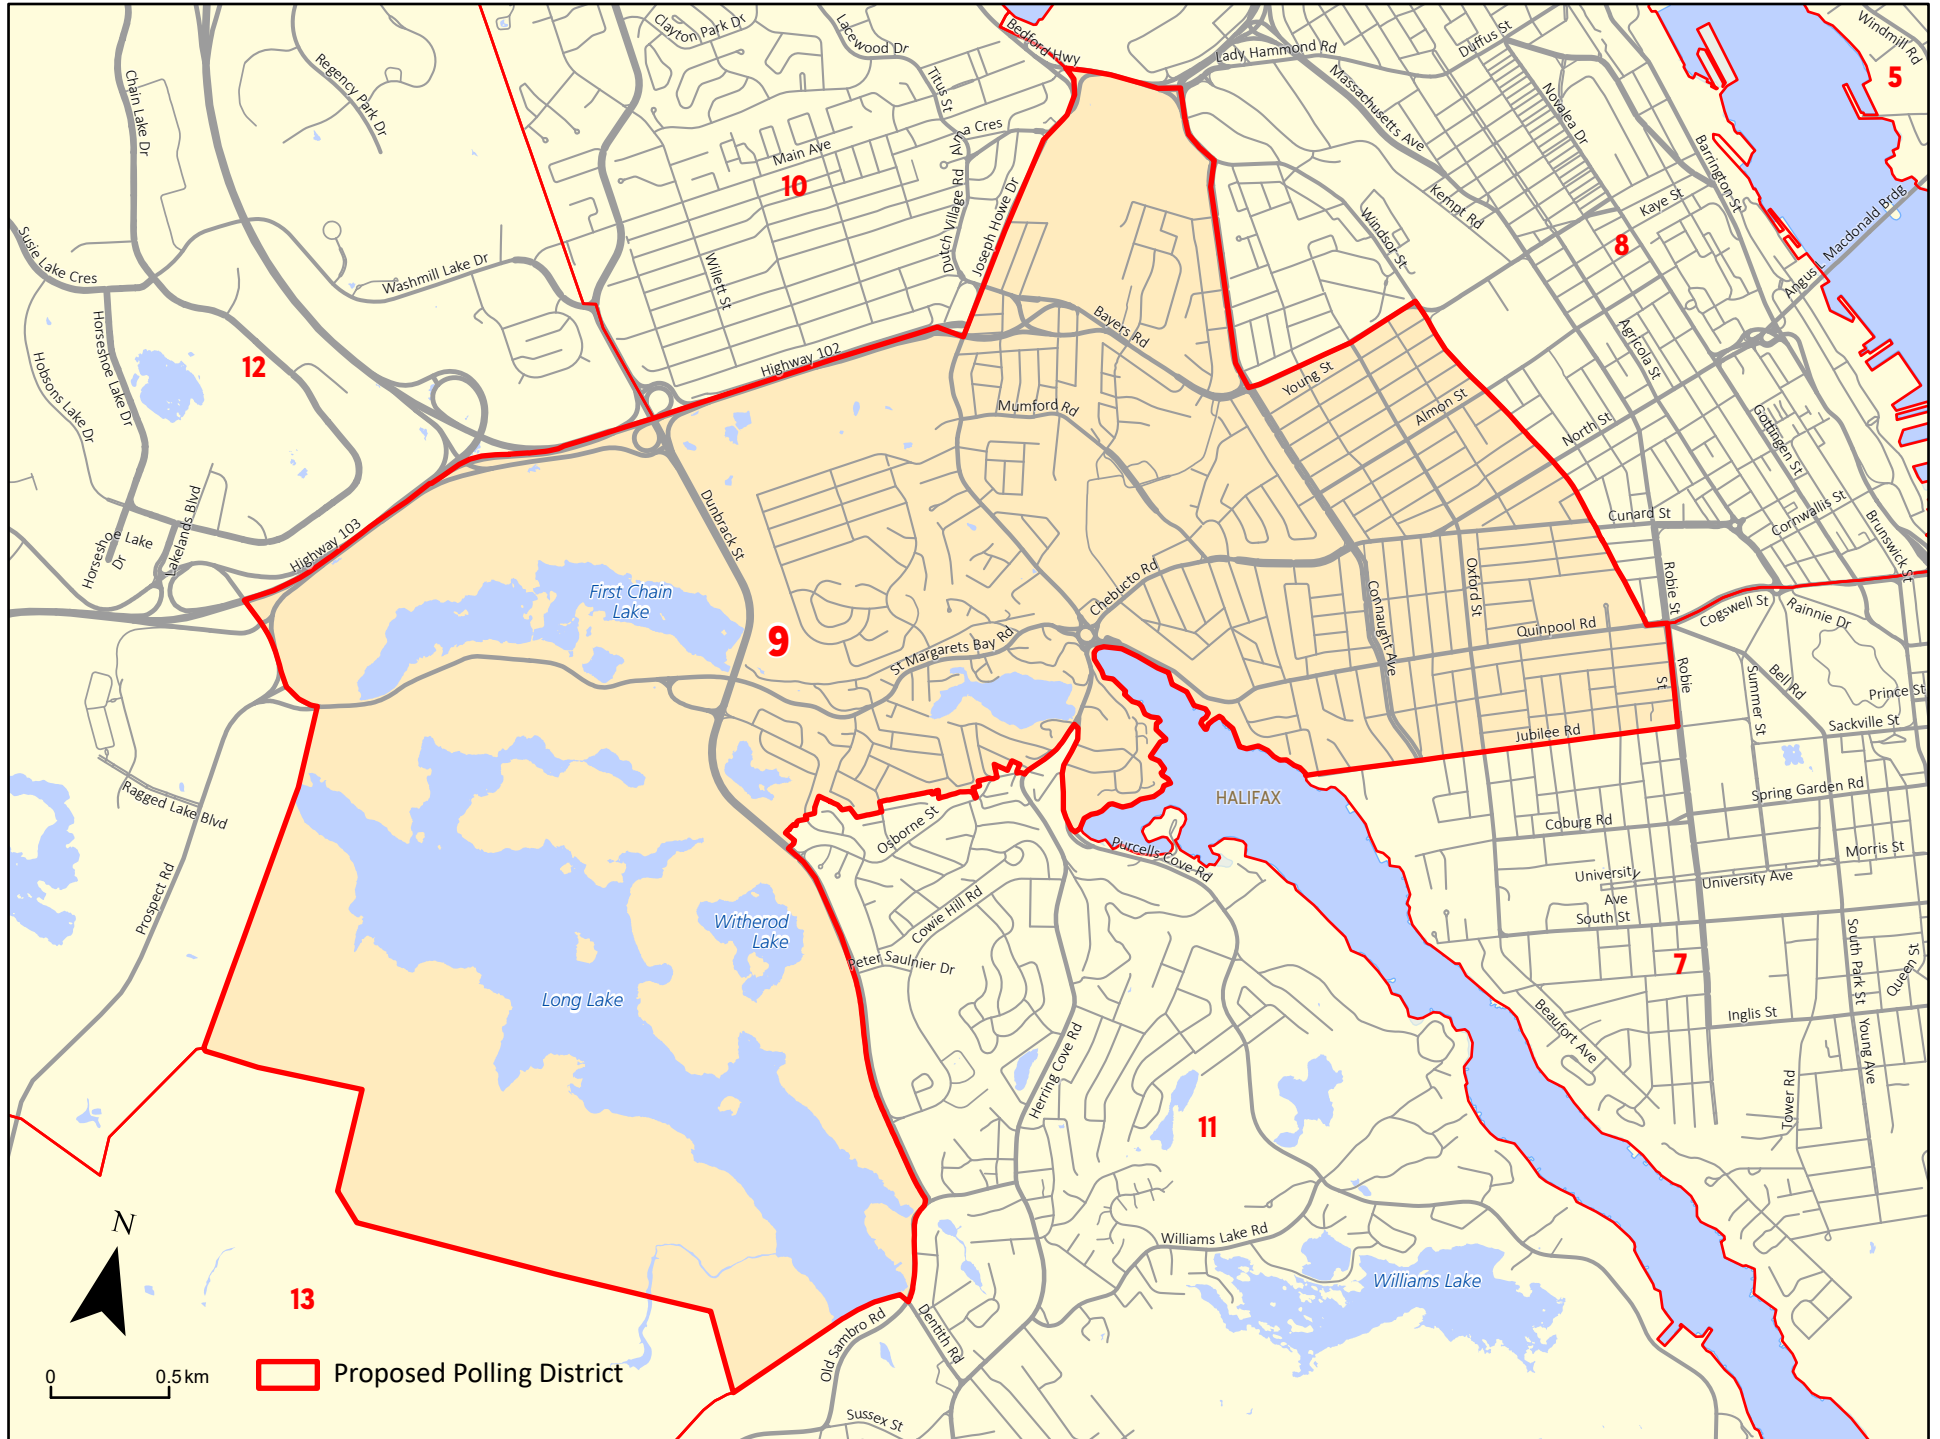 Clayton Park Dr
Lacewood Dr
Bedford Hwy
Lady Hammond Rd
Duffus St
Windmill Rd
5
Chain Lake Dr
Regency Park Dr
Titus St
Massachusetts Ave
Novalea Dr
Barrington St
Main Ave
Alma Cres
10
Dutch Village Rd
Joseph Howe Dr
Kempt Rd
Kaye St
Windsor St
8
Angus L Macdonald Brdg
Susie Lake Cres
Washmill Lake Dr
Willett St
Horseshoe Lake Dr
Hobsons Lake Dr
12
Highway 102
Bayers Rd
Young St
Agricola St
Mumford Rd
Almon St
North St
Gottingen St
Lakelands Blvd
Horseshoe Lake
Dr
Highway 103
Dunbrack St
Cunard St
Cornwallis St
Brunswick St
First Chain
Lake
Chebucto Rd
Connaught Ave
Oxford St
Robie St
Cogswell St
Rainnie Dr
9
St Margarets Bay Rd
Quinpool Rd
Robie
St
Summer St
Bell Rd
Prince St
Sackville St
Jubilee Rd
Ragged Lake Blvd
HALIFAX
Spring Garden Rd
Osborne St
Coburg Rd
Purcells Cove Rd
Morris St
University
Ave
University Ave
South St
Prospect Rd
Witherod
Lake
Cowie Hill Rd
Peter Saulnier Dr
7
South Park St
Queen St
Long Lake
Herring Cove Rd
Beaufort Ave
Inglis St
Young Ave
Tower Rd
11
N
Williams Lake Rd
Williams Lake
13
Old Sambro Rd
Dentith Rd
0
0.5 km
Proposed Polling District
Sussex St